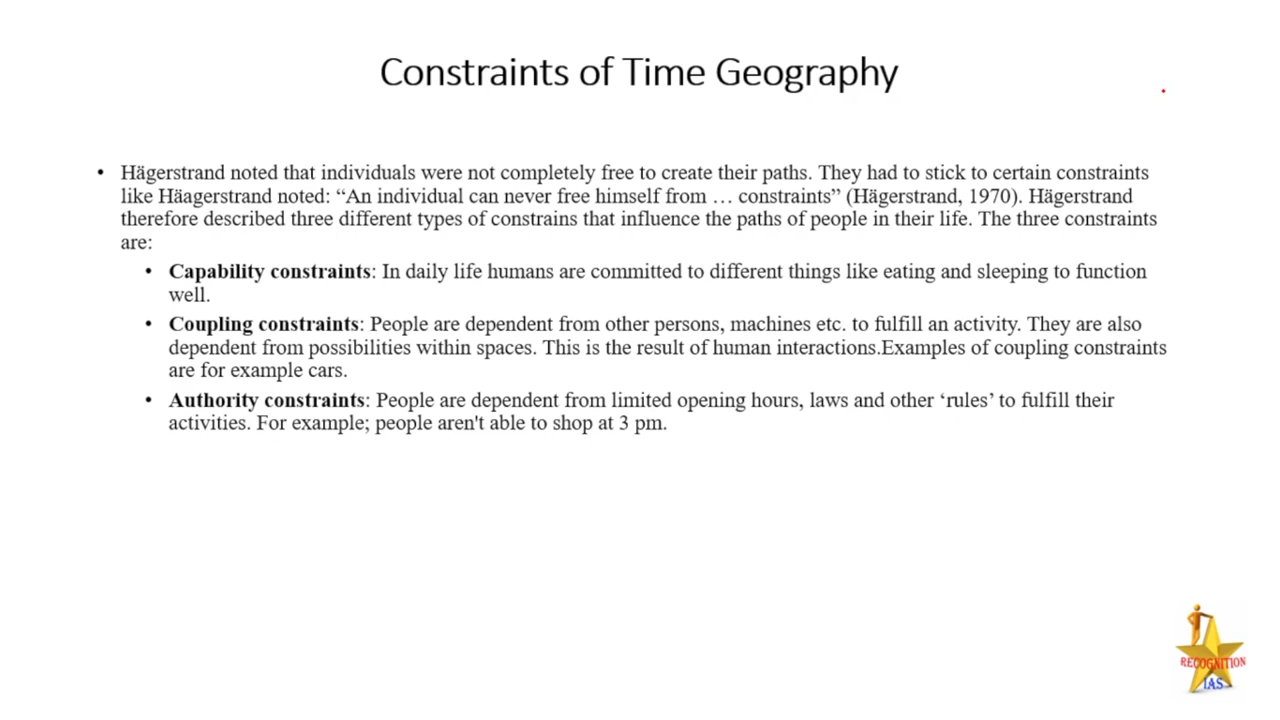 Constraints of Time Geography
• Hägerstrand noted that individuals were not completely free to create their paths. They had to stick to certain constraints
like Häagerstrand noted: “An individual can never free himself from … constraints” (Hägerstrand, 1970). Hägerstrand
therefore described three different types of constrains that influence the paths of people in their life. The three constraints
are:
• Capability constraints: In daily life humans are committed to different things like eating and sleeping to function
well.
• Coupling constraints: People are dependent from other persons, machines etc. to fulfill an activity. They are also
dependent from possibilities within spaces. This is the result of human interactions.Examples of coupling constraints
are for example cars.
• Authority constraints: People are dependent from limited opening hours, laws and other ‘rules’ to fulfill their
activities. For example; people aren't able to shop at 3 pm.
RECOGNITION
IAS